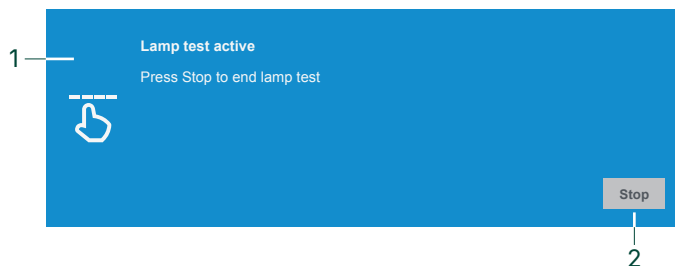 Lamp test active
1
Press Stop to end lamp test
Stop
2